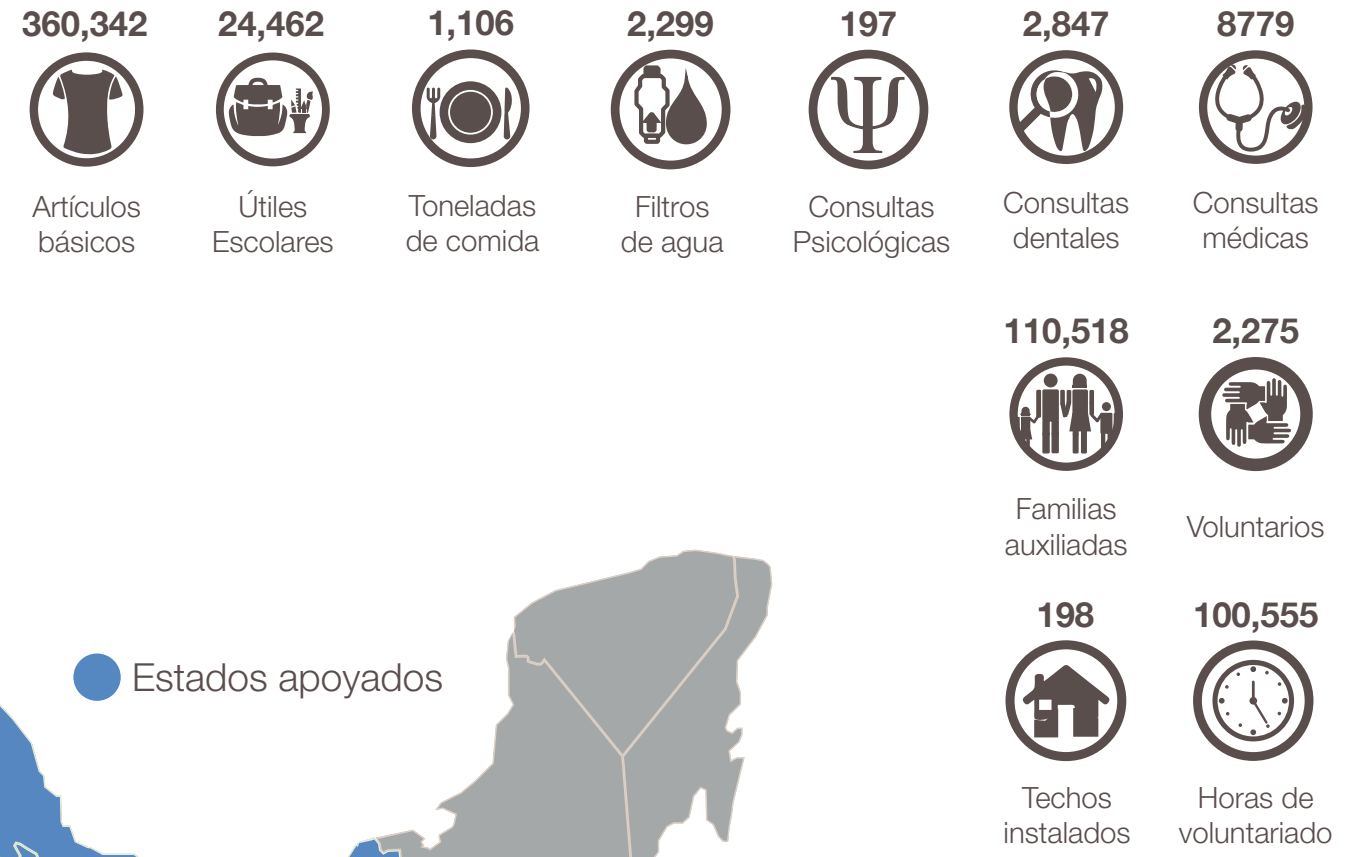 360,342
Artículos
básicos
24,462
Útiles
Escolares
1,106
Toneladas
de comida
2,299
Filtros
de agua
197
Consultas
Psicológicas
2,847
Consultas
dentales
8779
Consultas
médicas
110,518
Familias
auxiliadas
2,275
Voluntarios
198
Techos
instalados
100,555
Horas de
voluntariado
Estados apoyados